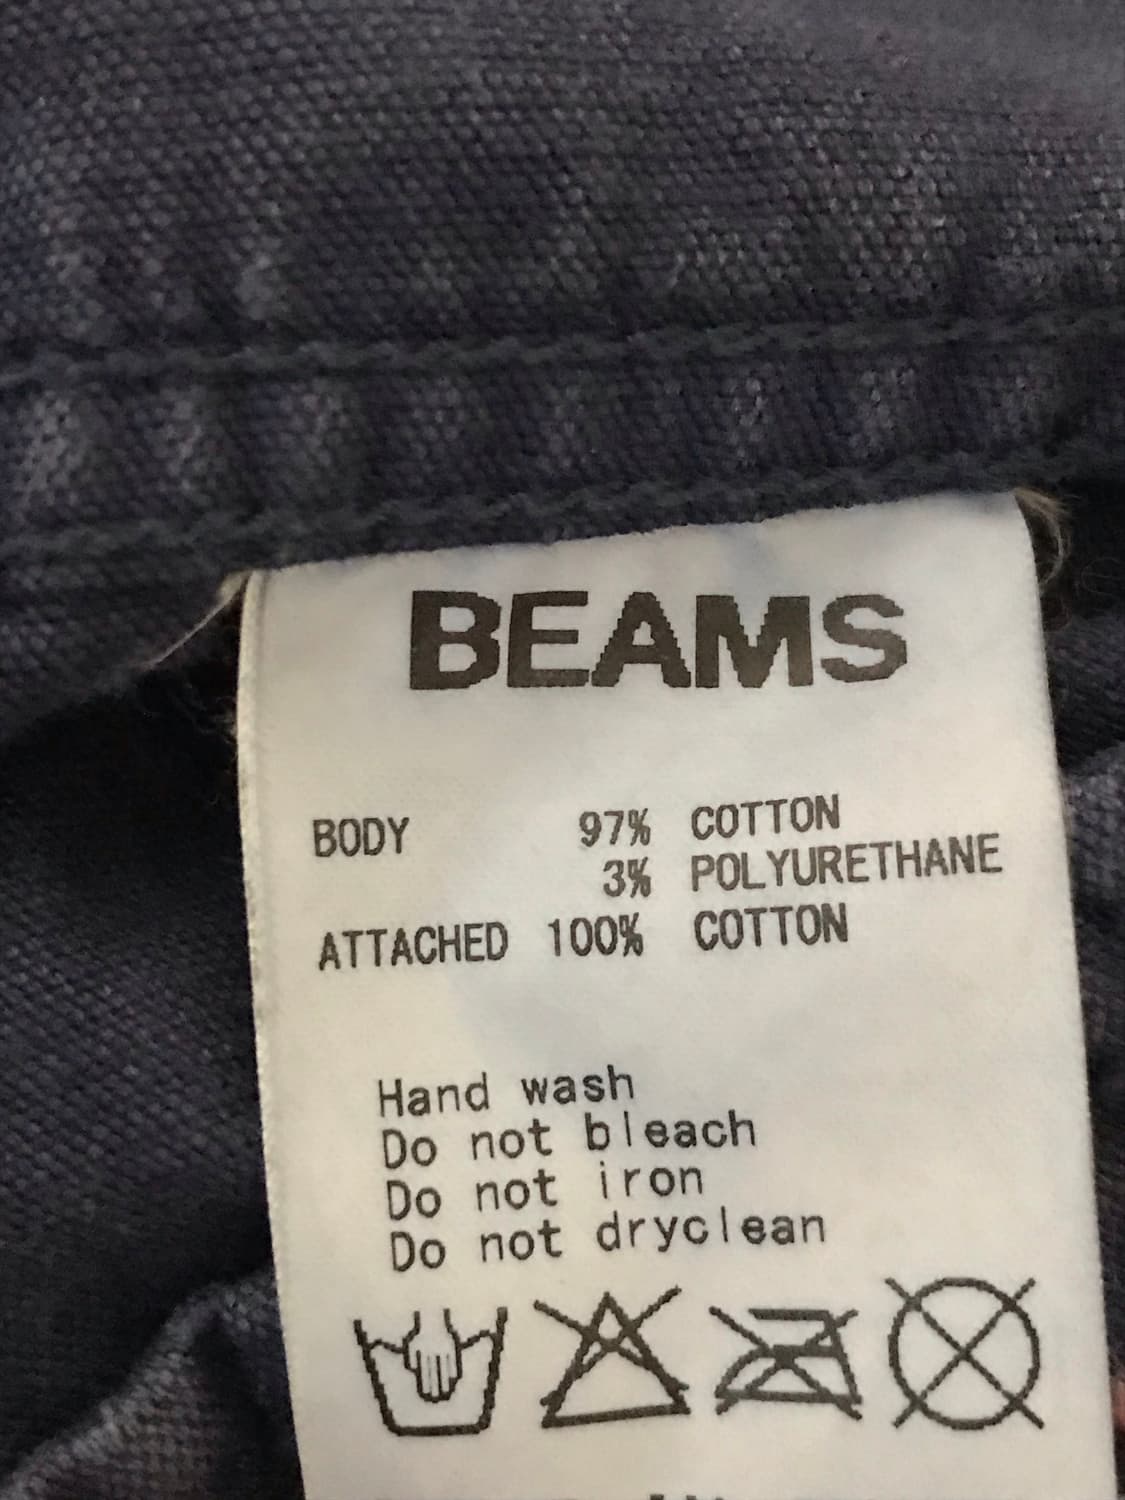 BEAMS
BODY 97% COTTON
3% POLYURETHANE
ATTACHED 100% COTTON
Hand wash
Do not bleach
Do not iron
Do not dryclean